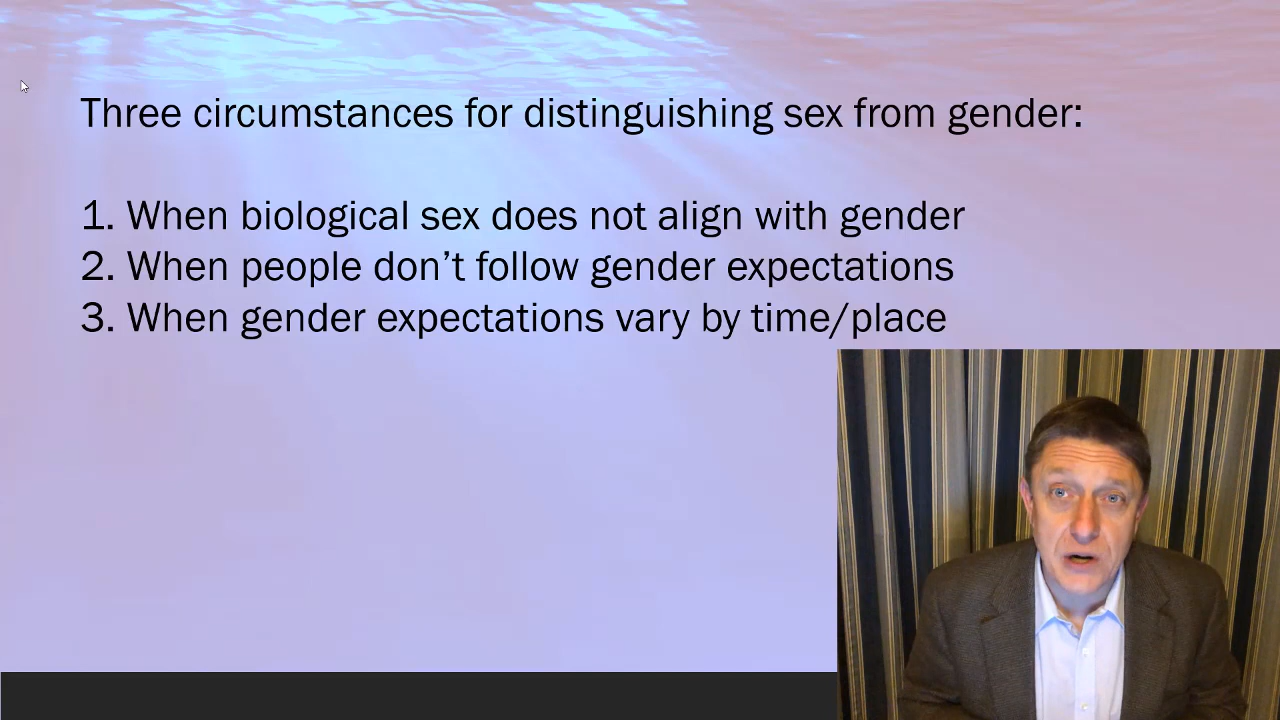 Three circumstances for distinguishing sex from gender:
1. When biological sex does not align with gender
2. When people don’t follow gender expectations
3. When gender expectations vary by time/place